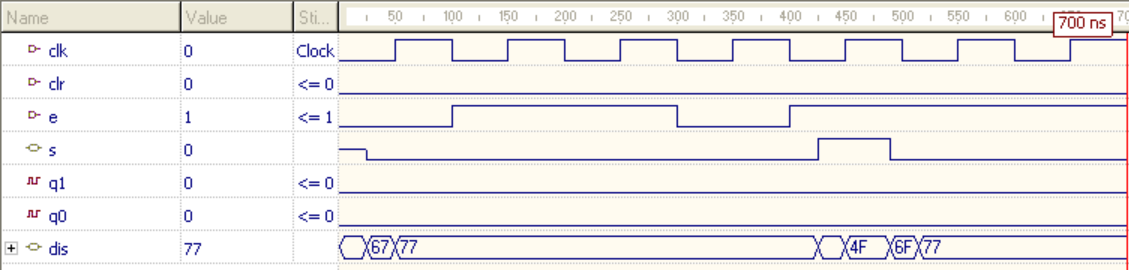 Name Value Sti... 50 100 150 200 250 300 350 400 450 500 550 600 70
700 ns
clk 0 Clock
clr 0 <= 0
e 1 <= 1
s 0
q1 0 <= 0
q0 0 <= 0
dis 77 67 77 4F 6F 77